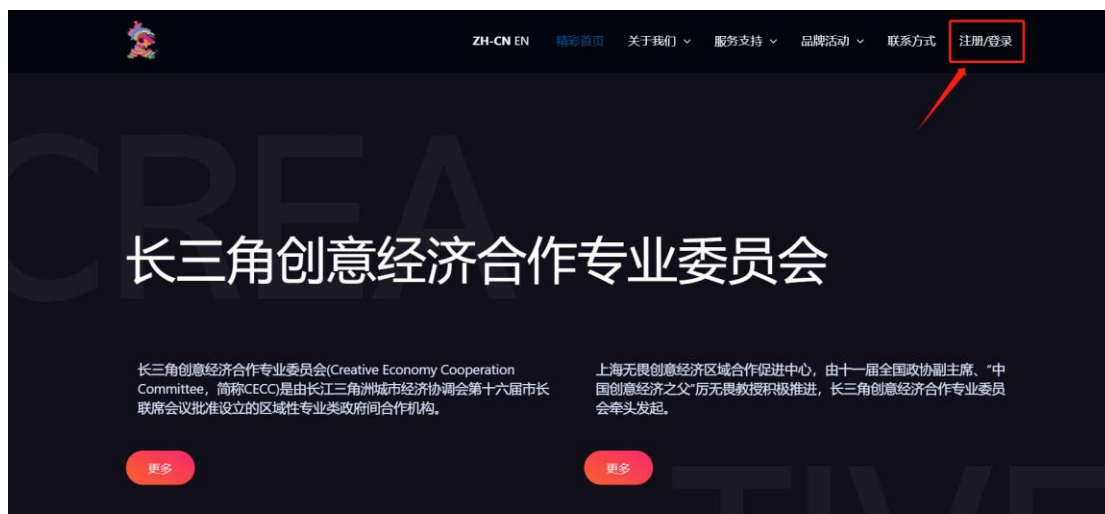 ZH-CN EN 精彩首页 关于我们 服务支持 品牌活动 联系方式 注册/登录
CREA
长三角创意经济合作专业委员会
长三角创意经济合作专业委员会(Creative Economy Cooperation
Committee，简称CECC)是由长江三角洲城市经济协调会第十六届市长
联席会议批准设立的区域性专业类政府间合作机构。
更多
上海无畏创意经济区域合作促进中心，由十一届全国政协副主席、“中
国创意经济之父”厉无畏教授积极推进，长三角创意经济合作专业委员
会牵头发起。
更多
TIVE